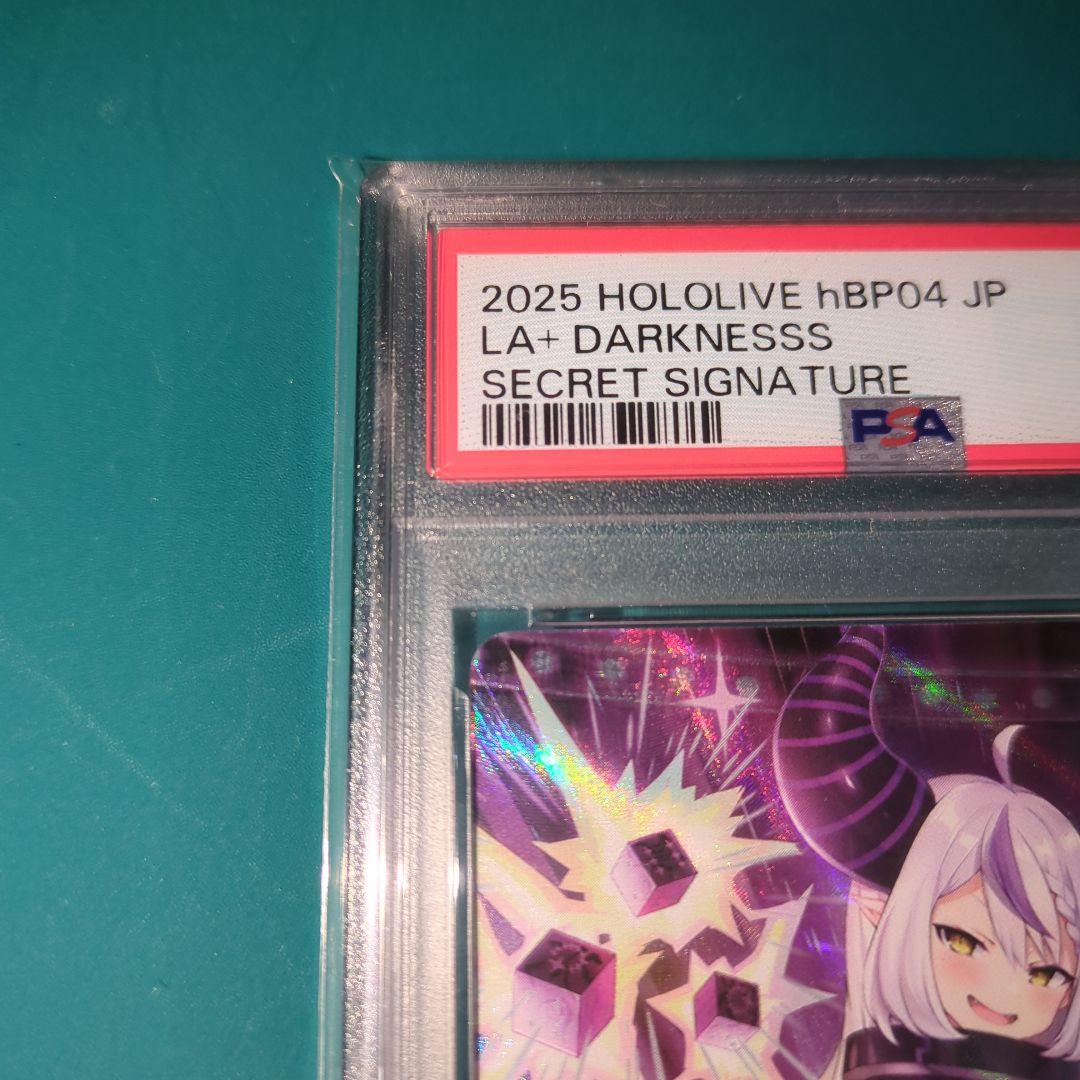 2025 HOLOLIVE hBP04 JP
LA+ DARKNESSS
SECRET SIGNATURE
PSA